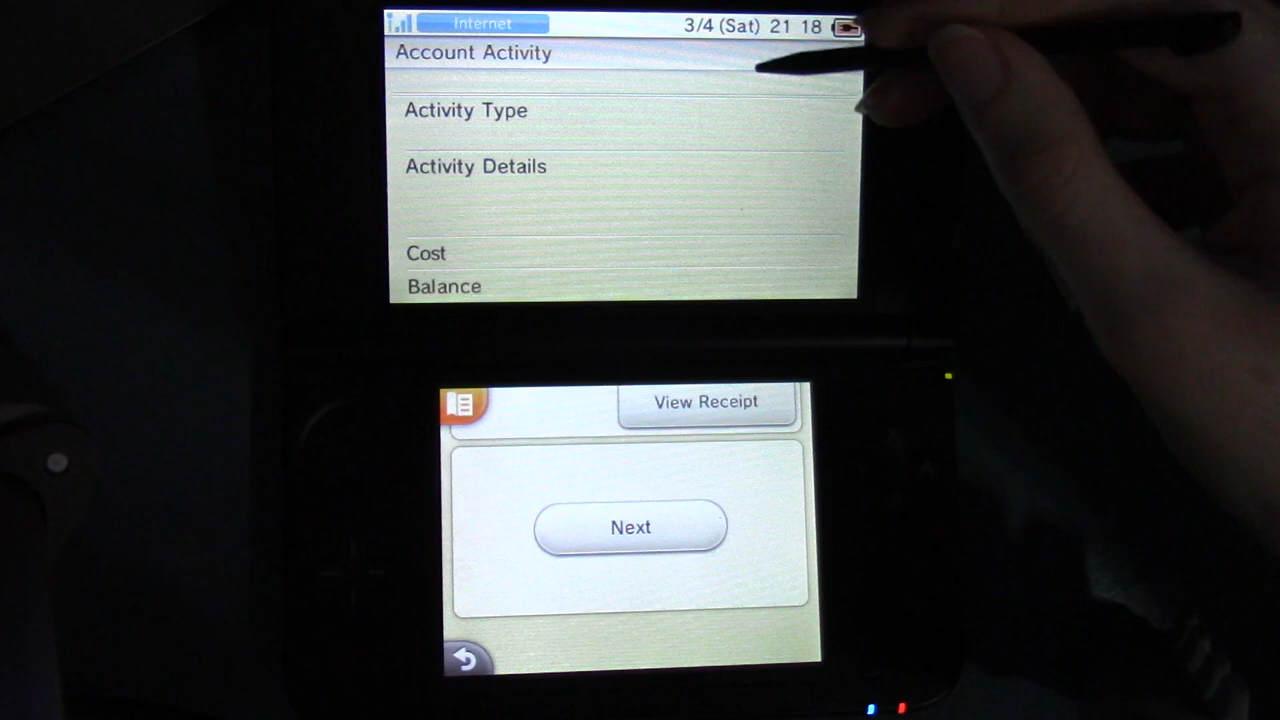 Internet 3/4 (Sat) 21 18
Account Activity
Activity Type
Activity Details
Cost
Balance
View Receipt
Next